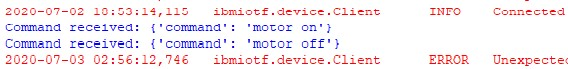 2020-07-02 10:53:14,115 ibmiotf.device.Client INFO Connected
Command received: {'command': 'motor on'}
Command received: {'command': 'motor off'}
2020-07-03 02:56:12,746 ibmiotf.device.Client ERROR Unexpected